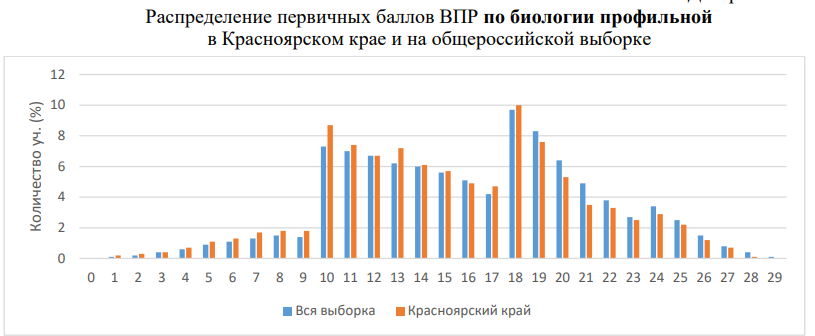 Распределение первичных баллов ВПР по биологии профильной
в Красноярском крае и на общероссийской выборке
Количество уч. (%)
12
10
8
6
4
2
0
0 1 2 3 4 5 6 7 8 9 10 11 12 13 14 15 16 17 18 19 20 21 22 23 24 25 26 27 28 29
Вся выборка Красноярский край